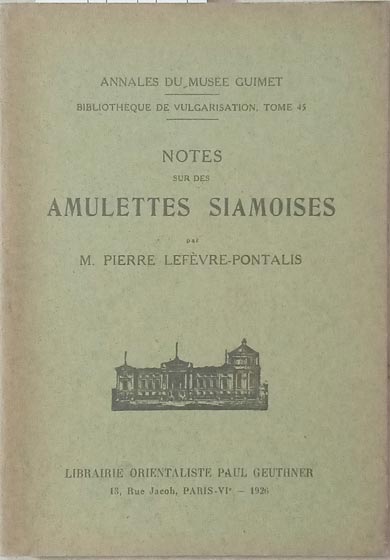 ANNALES DU MUSÉE GUIMET
BIBLIOTHÈQUE DE VULGARISATION, TOME 45
NOTES
SUR DES
AMULETTES SIAMOISES
par
M. PIERRE LEFÈVRE-PONTALIS
LIBRAIRIE ORIENTALISTE PAUL GEUTHNER
13, Rue Jacob, PARIS-VIe — 1926